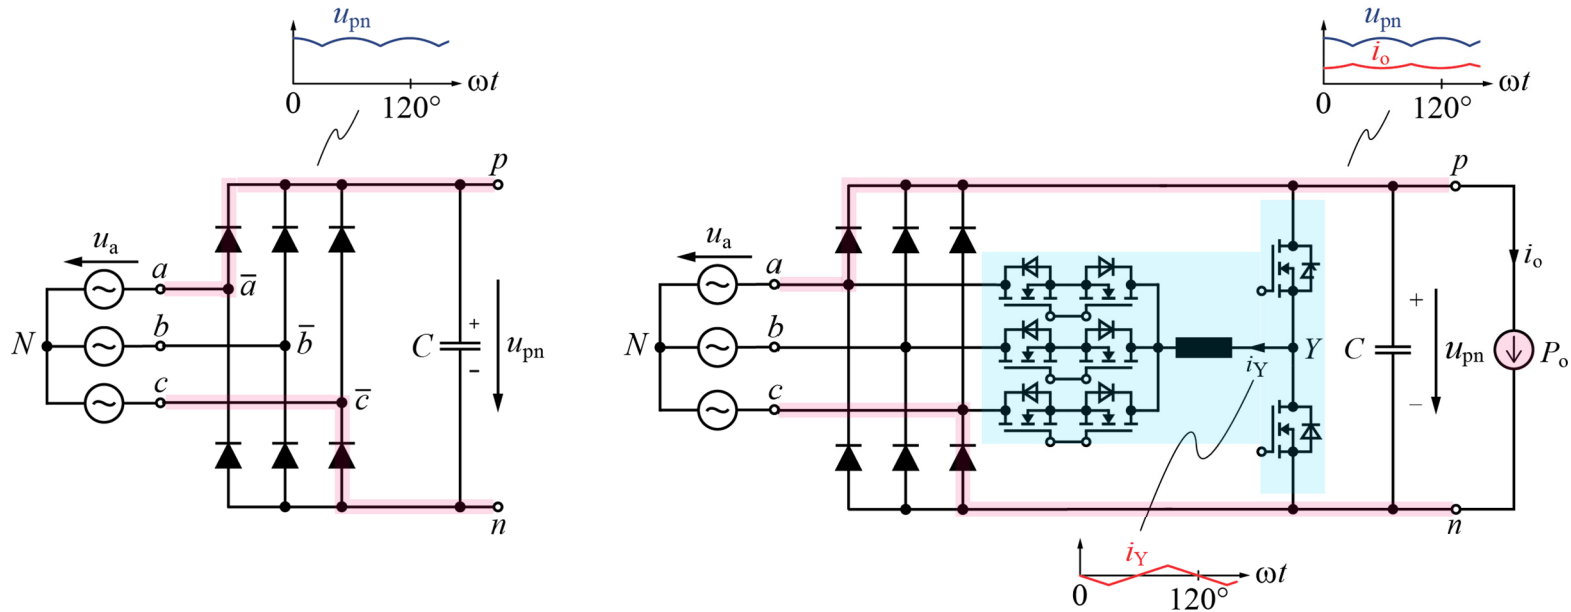 u_pn
ωt
0
120°
p
u_a
a
a̅
b
N
b̅
C
+
-
u_pn
c
c̅
n
u_pn
i_o
ωt
0
120°
p
u_a
a
i_o
b
N
Y
i_Y
C
+
u_pn
–
P_o
c
n
i_Y
ωt
0
120°